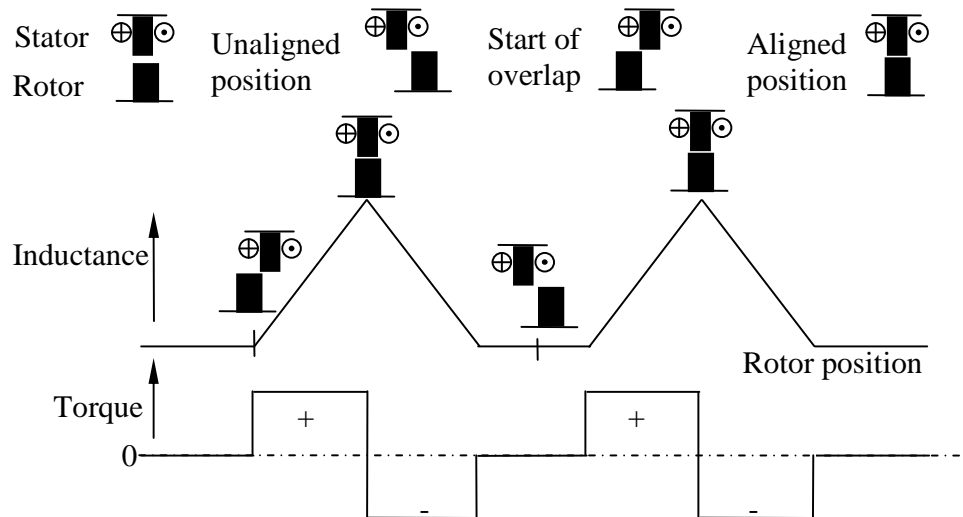 Stator
Rotor
Unaligned
position
Start of
overlap
Aligned
position
Inductance
Rotor position
Torque
+
+
0
-
-